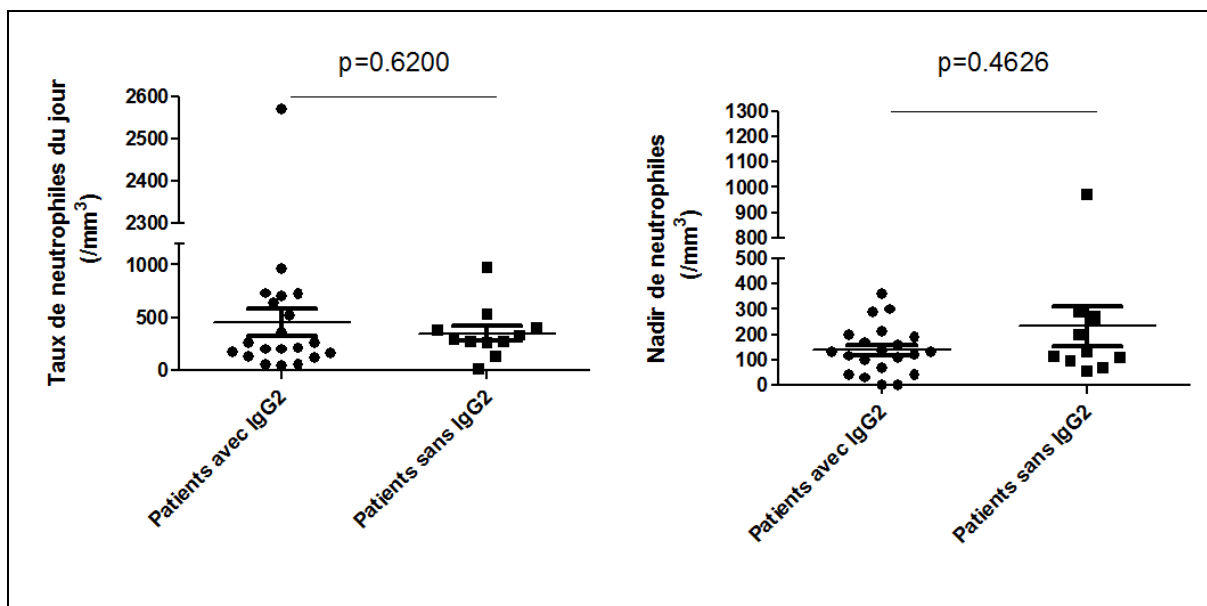 p=0.6200
Taux de neutrophiles du jour
(/mm³)
2600
2500
2400
2300
1000
500
0
Patients avec IgG2
Patients sans IgG2
p=0.4626
Nadir de neutrophiles
(/mm³)
1300
1200
1100
1000
900
800
500
400
300
200
100
0
Patients avec IgG2
Patients sans IgG2